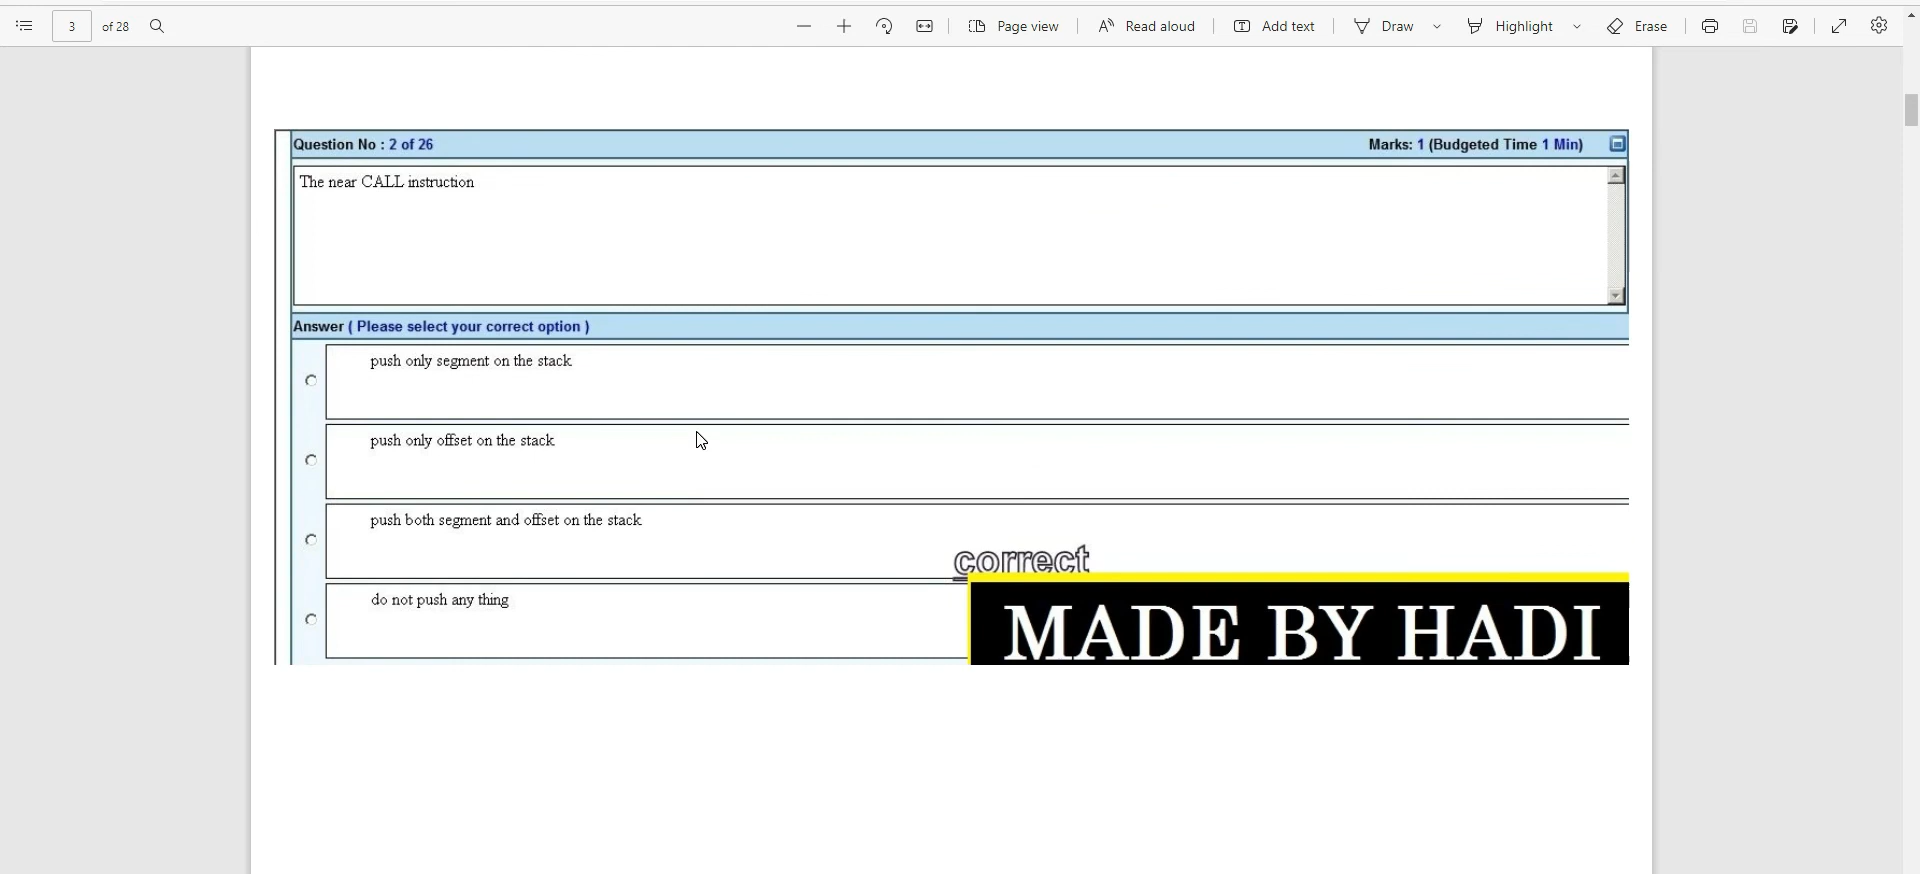 3 of 28 Page view Read aloud Add text Draw Highlight Erase
Question No : 2 of 26 Marks: 1 (Budgeted Time 1 Min)
The near CALL instruction
Answer ( Please select your correct option )
push only segment on the stack
push only offset on the stack
push both segment and offset on the stack
correct
do not push any thing
MADE BY HADI